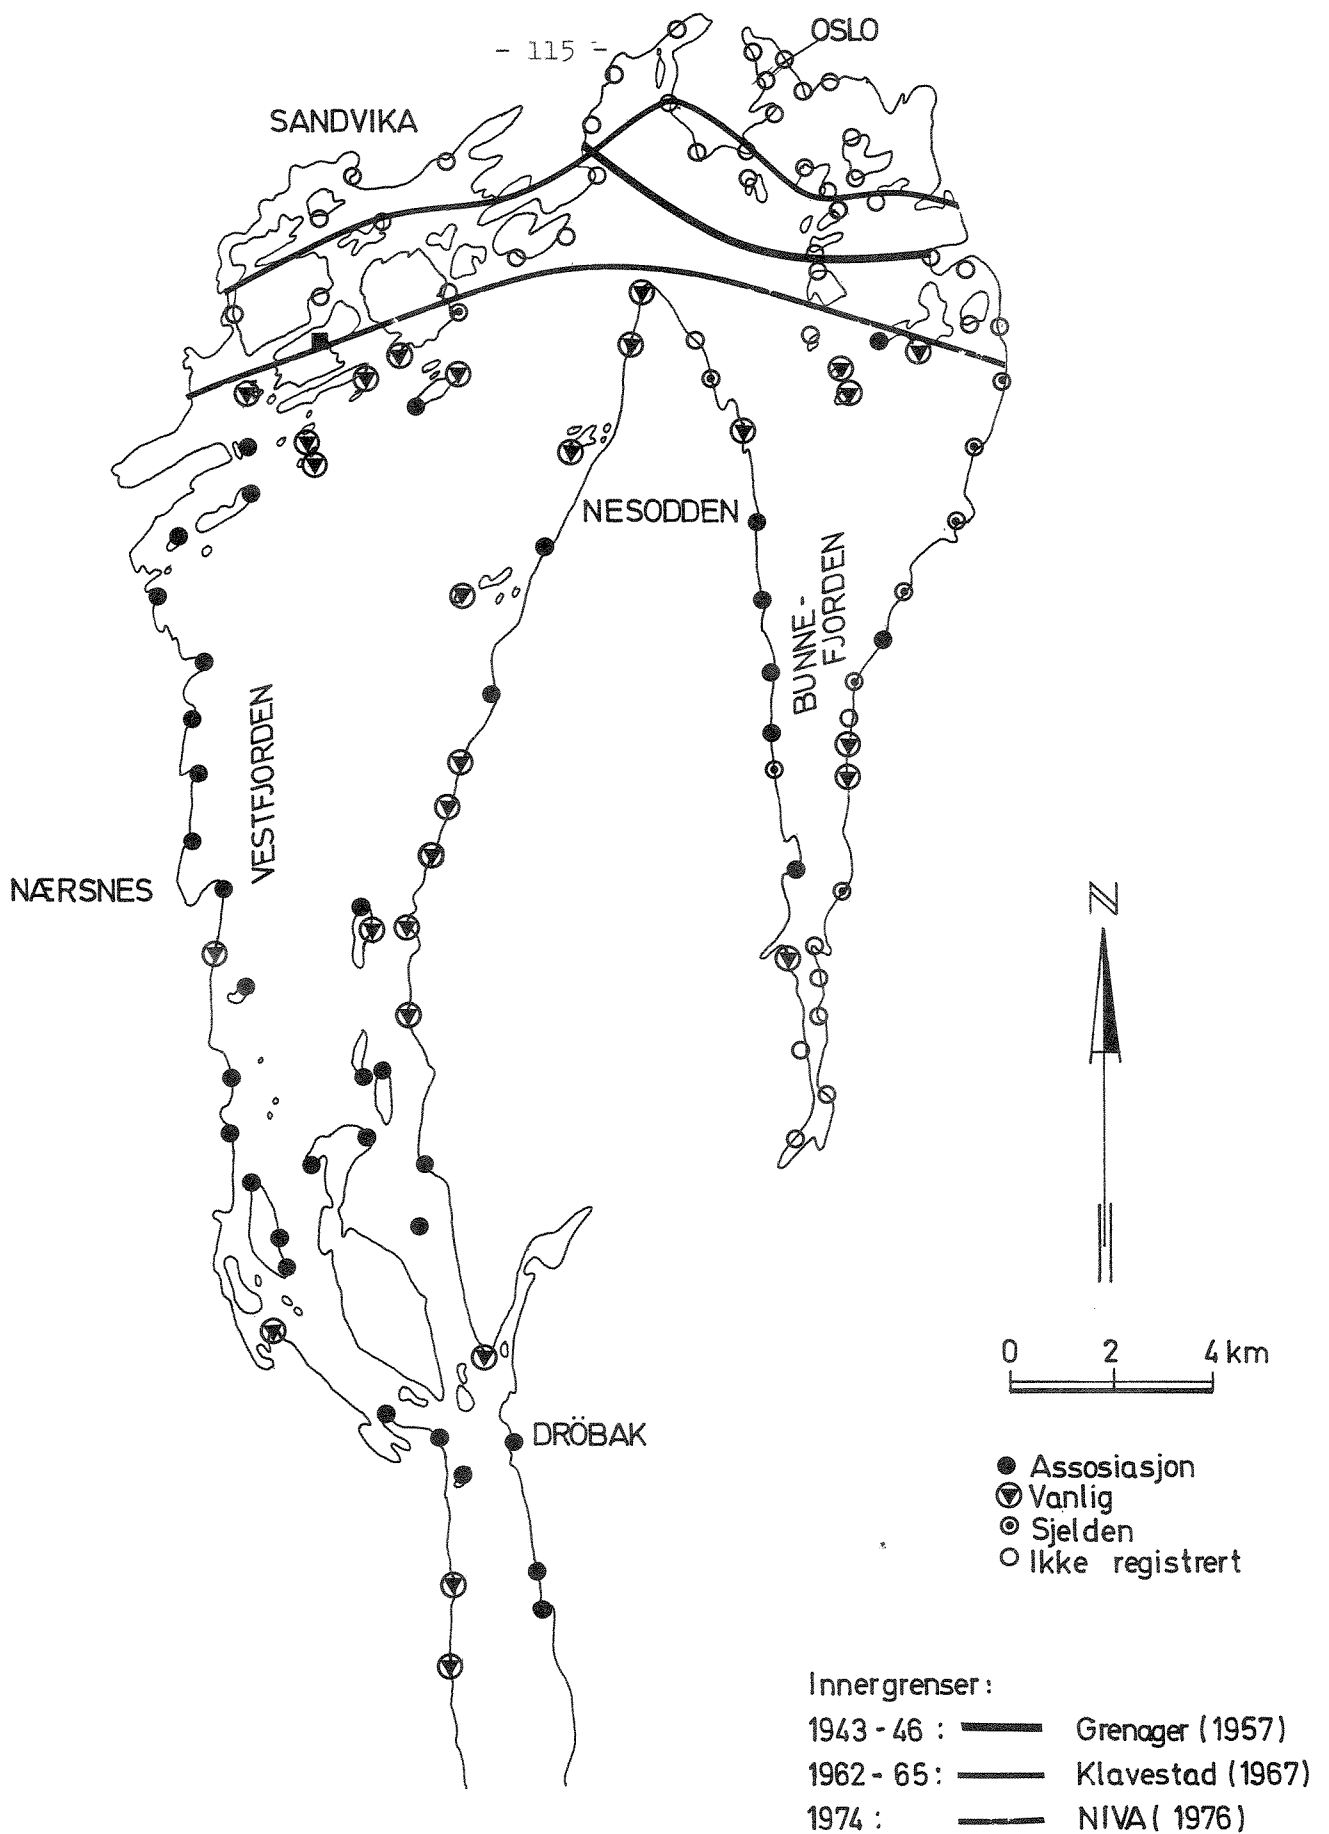 - 115 -
OSLO
SANDVIKA
NESODDEN
BUNNE-
FJORDEN
VESTFJORDEN
NÆRSNES
N
0 2 4 km
DRÖBAK
Assosiasjon
Vanlig
Sjelden
Ikke registrert
Innergrenser:
1943-46: Grenager (1957)
1962-65: Klavestad (1967)
1974: NIVA (1976)